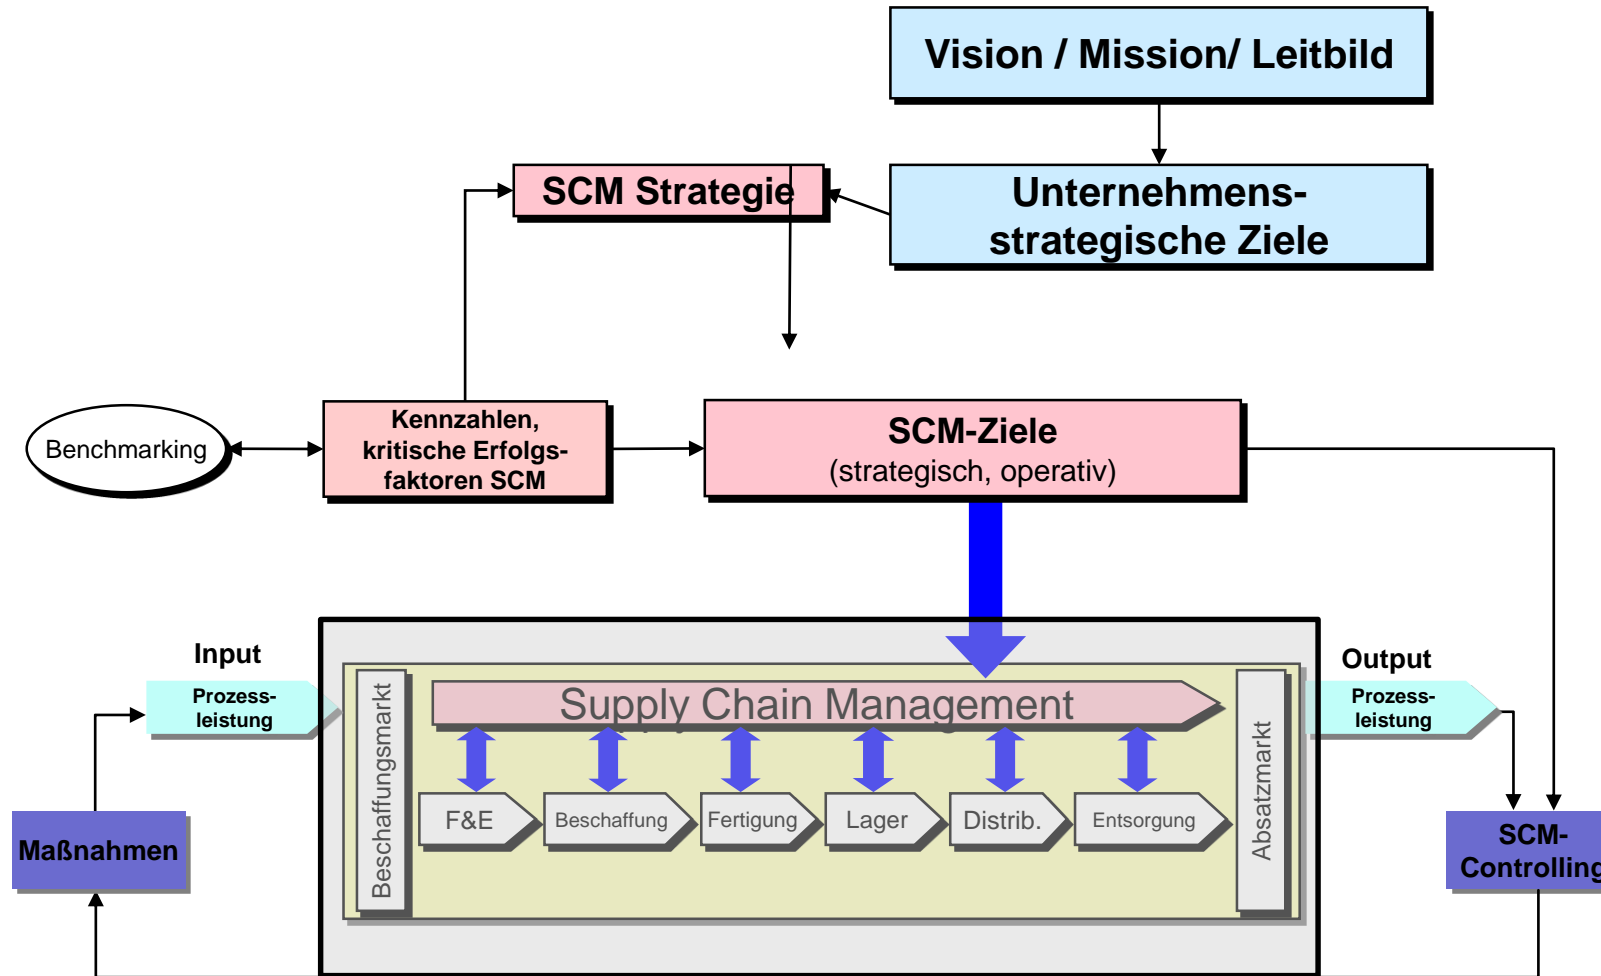 Vision / Mission/ Leitbild
SCM Strategie
Unternehmens-
strategische Ziele
Benchmarking
Kennzahlen,
kritische Erfolgs-
faktoren SCM
SCM-Ziele
(strategisch, operativ)
Input
Prozess-
leistung
Beschaffungsmarkt
Supply Chain Management
F&E
Beschaffung
Fertigung
Lager
Distrib.
Entsorgung
Absatzmarkt
Output
Prozess-
leistung
Maßnahmen
SCM-
Controlling